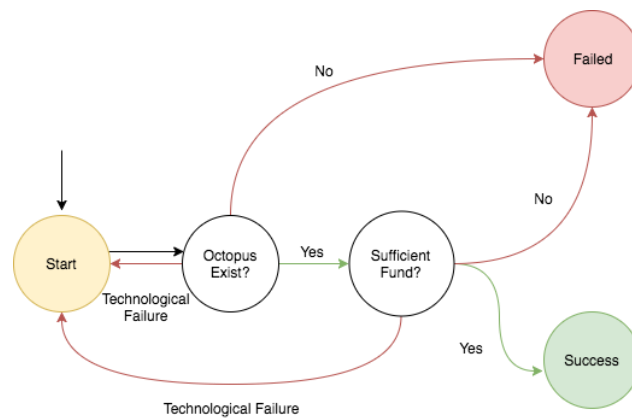 Failed
No
No
Octopus
Exist?
Yes
Sufficient
Fund?
Start
Technological
Failure
Yes
Success
Technological Failure